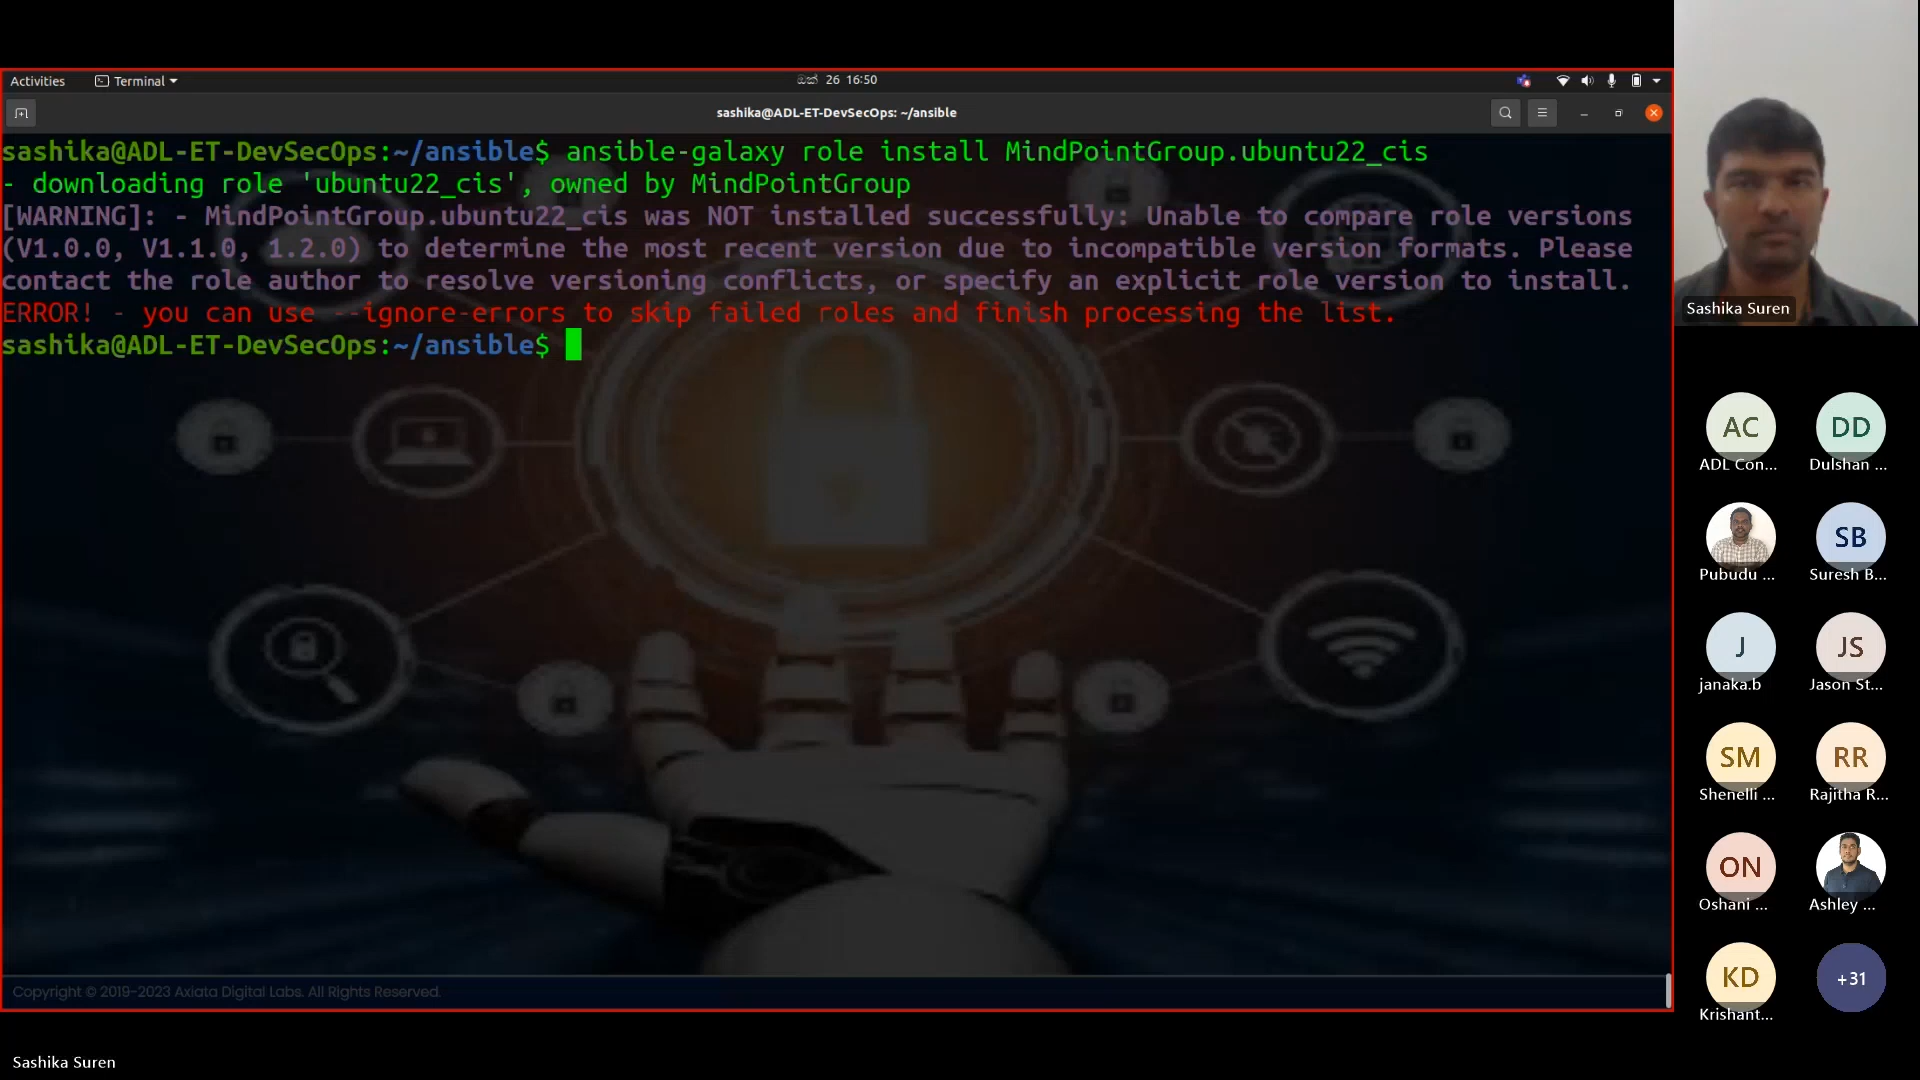 Activities
Terminal
ඔක් 26 16:50
sashika@ADL-ET-DevSecOps: ~/ansible
sashika@ADL-ET-DevSecOps:~/ansible$ ansible-galaxy role install MindPointGroup.ubuntu22_cis
- downloading role 'ubuntu22_cis', owned by MindPointGroup
[WARNING]: - MindPointGroup.ubuntu22_cis was NOT installed successfully: Unable to compare role versions
(V1.0.0, V1.1.0, 1.2.0) to determine the most recent version due to incompatible version formats. Please
contact the role author to resolve versioning conflicts, or specify an explicit role version to install.
ERROR! - you can use --ignore-errors to skip failed roles and finish processing the list.
sashika@ADL-ET-DevSecOps:~/ansible$
Copyright © 2019-2023 Axiata Digital Labs. All Rights Reserved.
Sashika Suren
Sashika Suren
AC
DD
ADL Con...
Dulshan ...
SB
Pubudu ...
Suresh B...
J
JS
janaka.b
Jason St...
SM
RR
Shenelli ...
Rajitha R...
ON
Oshani ...
Ashley ...
KD
+31
Krishant...